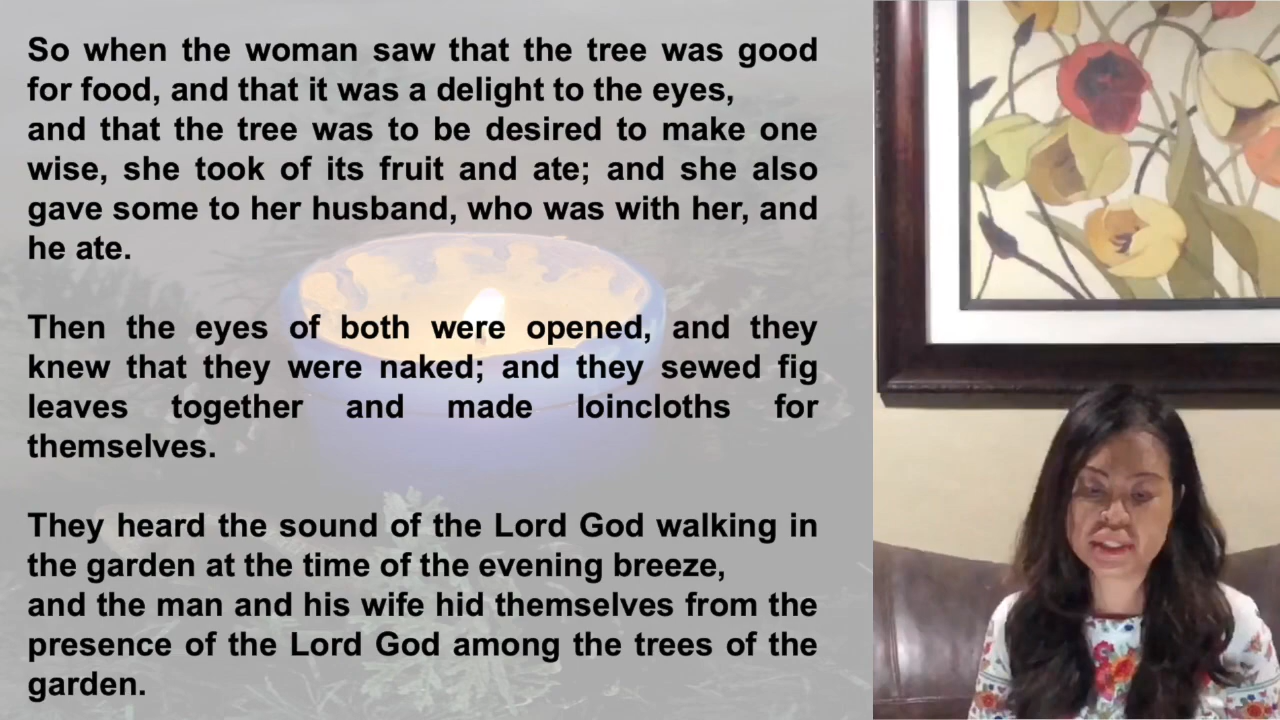 So when the woman saw that the tree was good
for food, and that it was a delight to the eyes,
and that the tree was to be desired to make one
wise, she took of its fruit and ate; and she also
gave some to her husband, who was with her, and
he ate.
Then the eyes of both were opened, and they
knew that they were naked; and they sewed fig
leaves together and made loincloths for
themselves.
They heard the sound of the Lord God walking in
the garden at the time of the evening breeze,
and the man and his wife hid themselves from the
presence of the Lord God among the trees of the
garden.